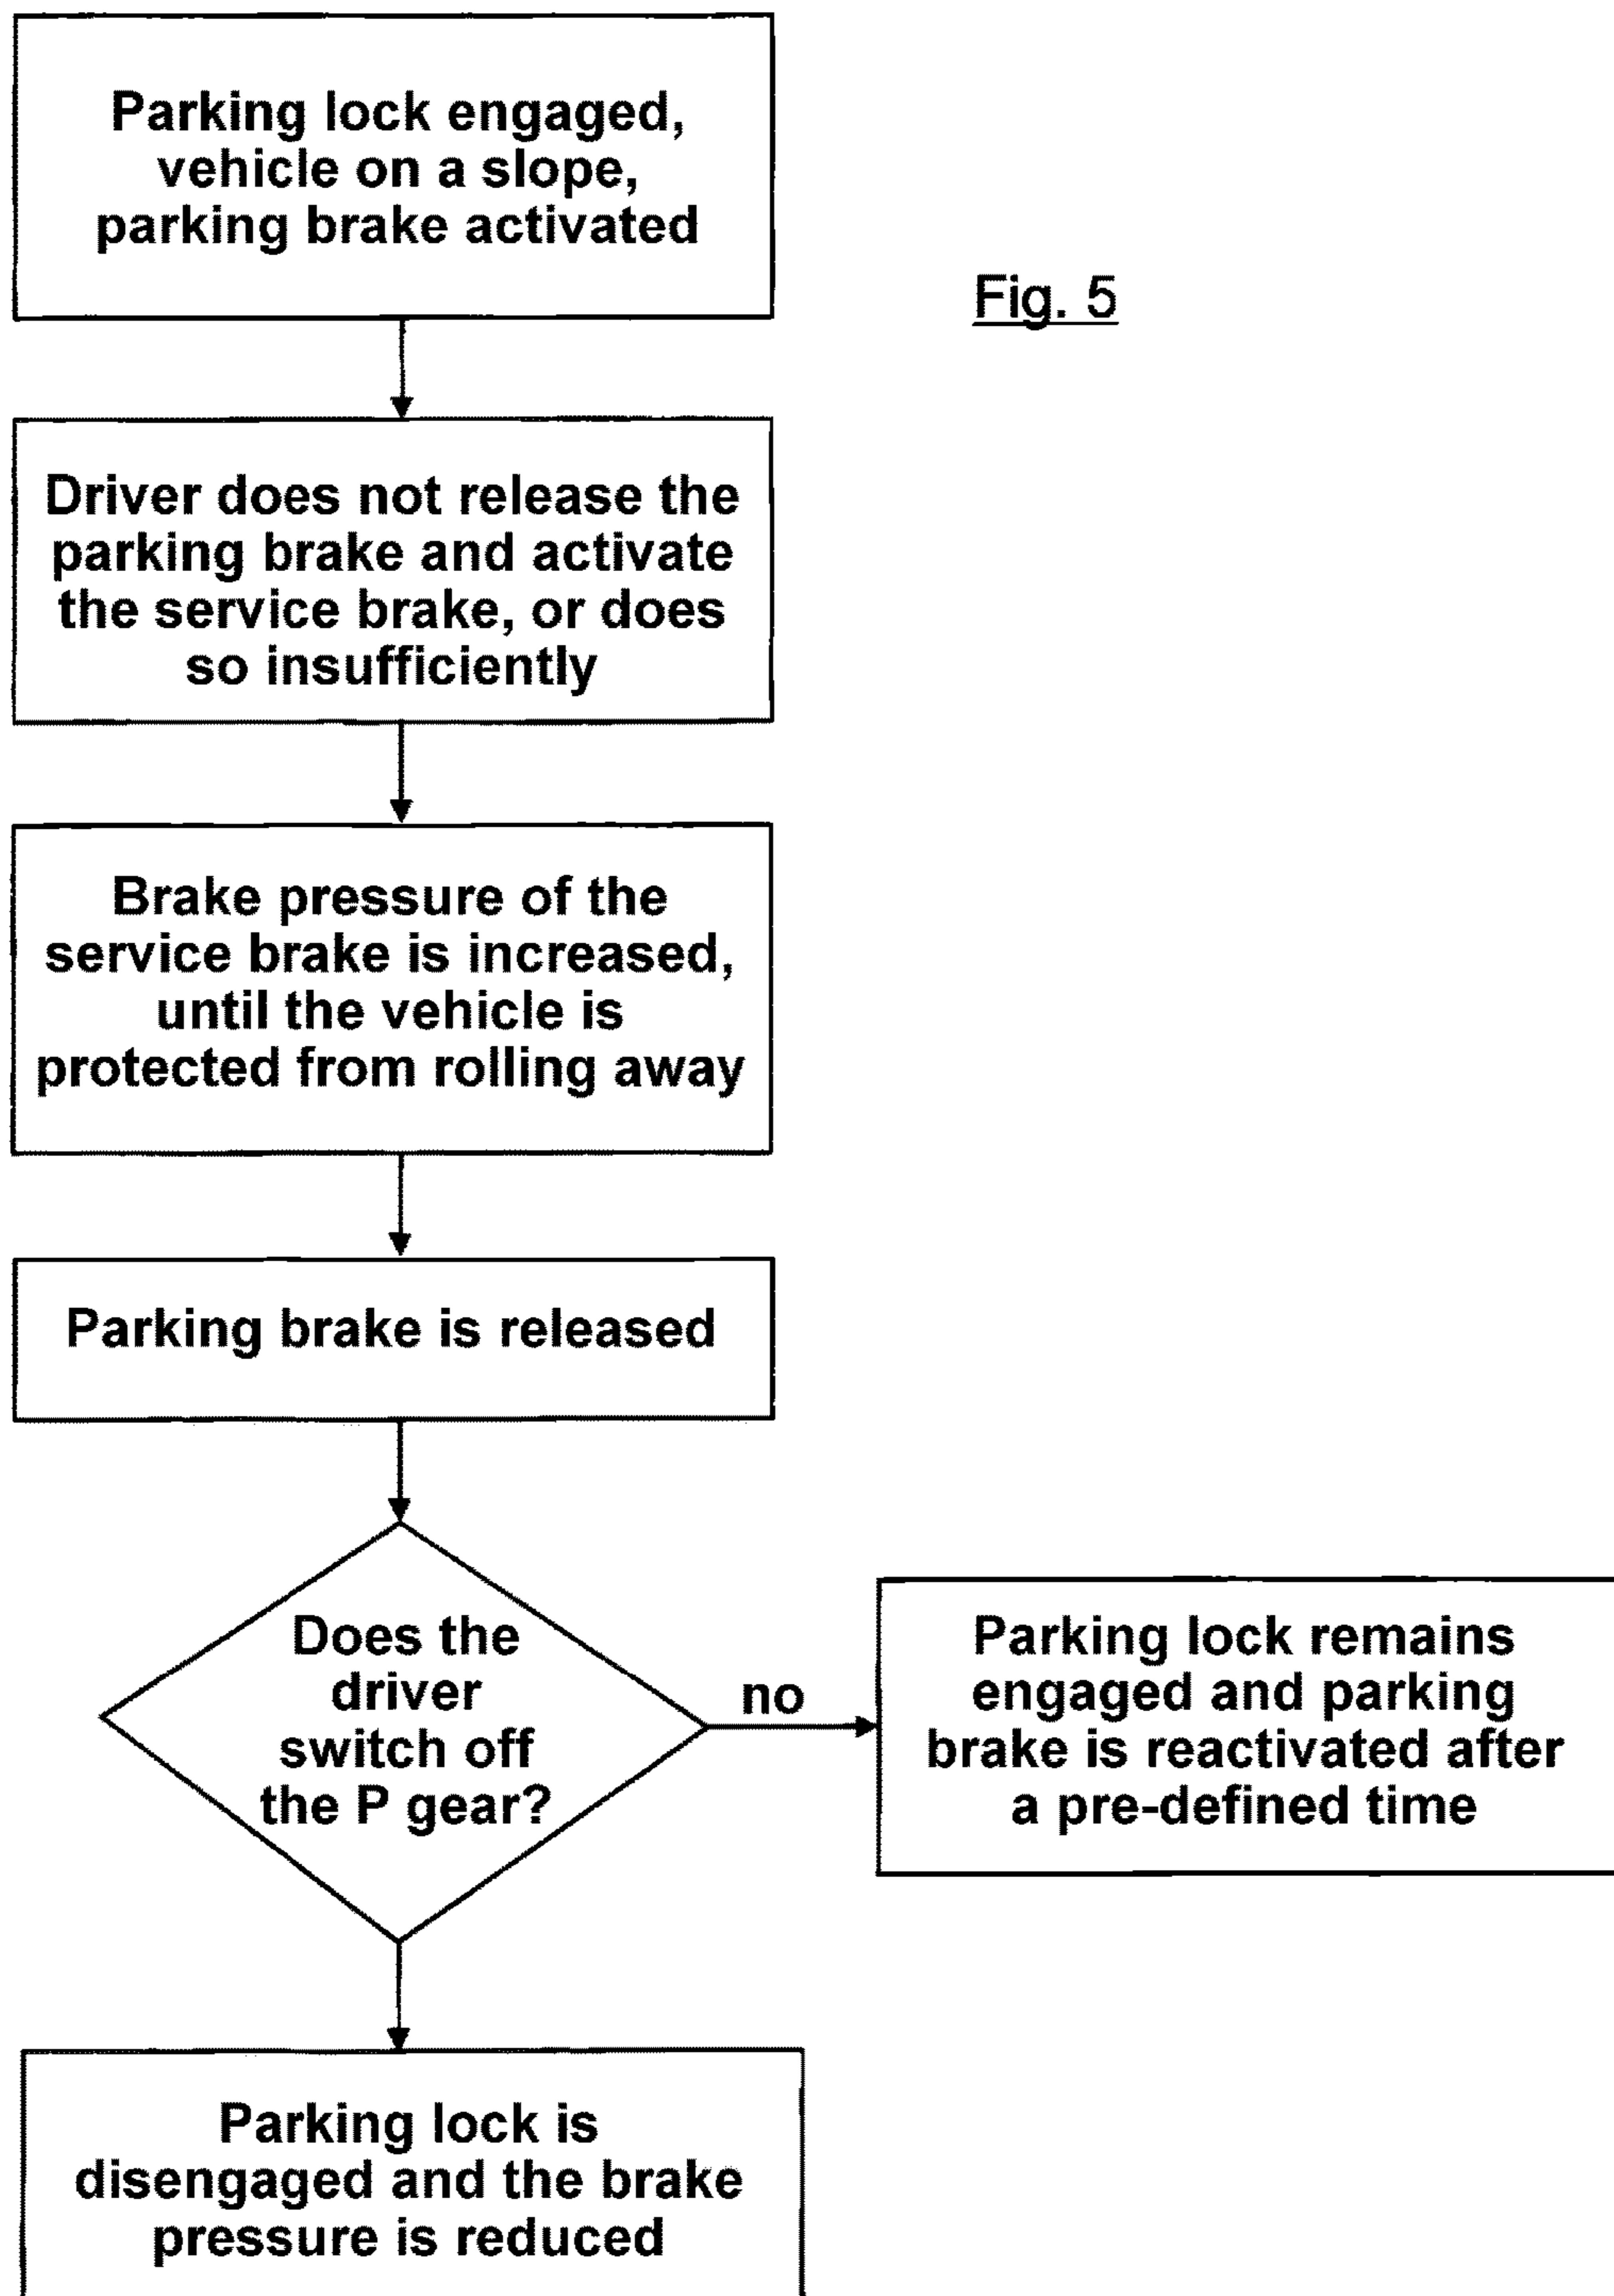 Parking lock engaged,
vehicle on a slope,
parking brake activated
Fig. 5
Driver does not release the
parking brake and activate
the service brake, or does
so insufficiently
Brake pressure of the
service brake is increased,
until the vehicle is
protected from rolling away
Parking brake is released
Does the
driver
switch off
the P gear?
no
Parking lock remains
engaged and parking
brake is reactivated after
a pre-defined time
Parking lock is
disengaged and the brake
pressure is reduced